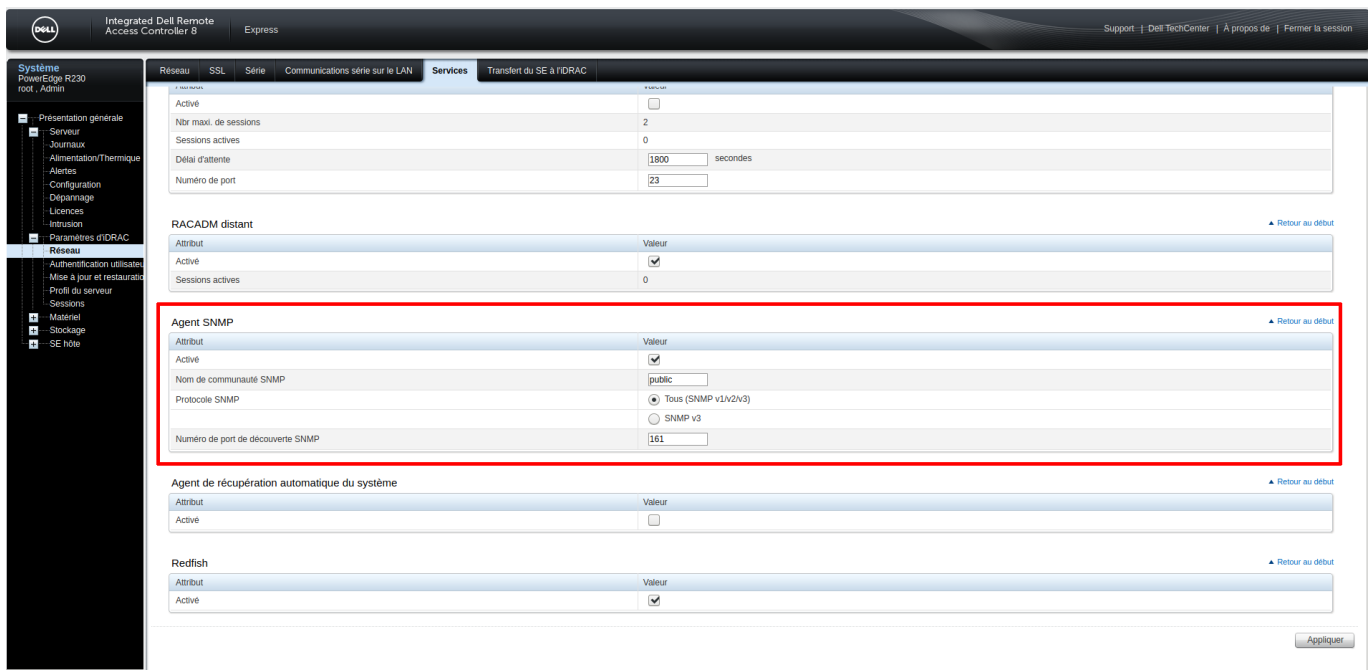 DELL
Integrated Dell Remote
Access Controller 8
Express
Support | Dell TechCenter | À propos de | Fermer la session
Système
PowerEdge R230
root , Admin
Présentation générale
Serveur
Journaux
Alimentation/Thermique
Alertes
Configuration
Dépannage
Licences
Intrusion
Paramètres d'iDRAC
Réseau
Authentification utilisateu
Mise à jour et restauratio
Profil du serveur
Sessions
Matériel
Stockage
SE hôte
Réseau SSL Série Communications série sur le LAN Services Transfert du SE à l'iDRAC
Attribut Valeur
Activé
Nbr maxi. de sessions 2
Sessions actives 0
Délai d'attente 1800 secondes
Numéro de port 23
RACADM distant Retour au début
Attribut Valeur
Activé
Sessions actives 0
Agent SNMP Retour au début
Attribut Valeur
Activé
Nom de communauté SNMP public
Protocole SNMP Tous (SNMP v1/v2/v3)
SNMP v3
Numéro de port de découverte SNMP 161
Agent de récupération automatique du système Retour au début
Attribut Valeur
Activé
Redfish Retour au début
Attribut Valeur
Activé
Appliquer